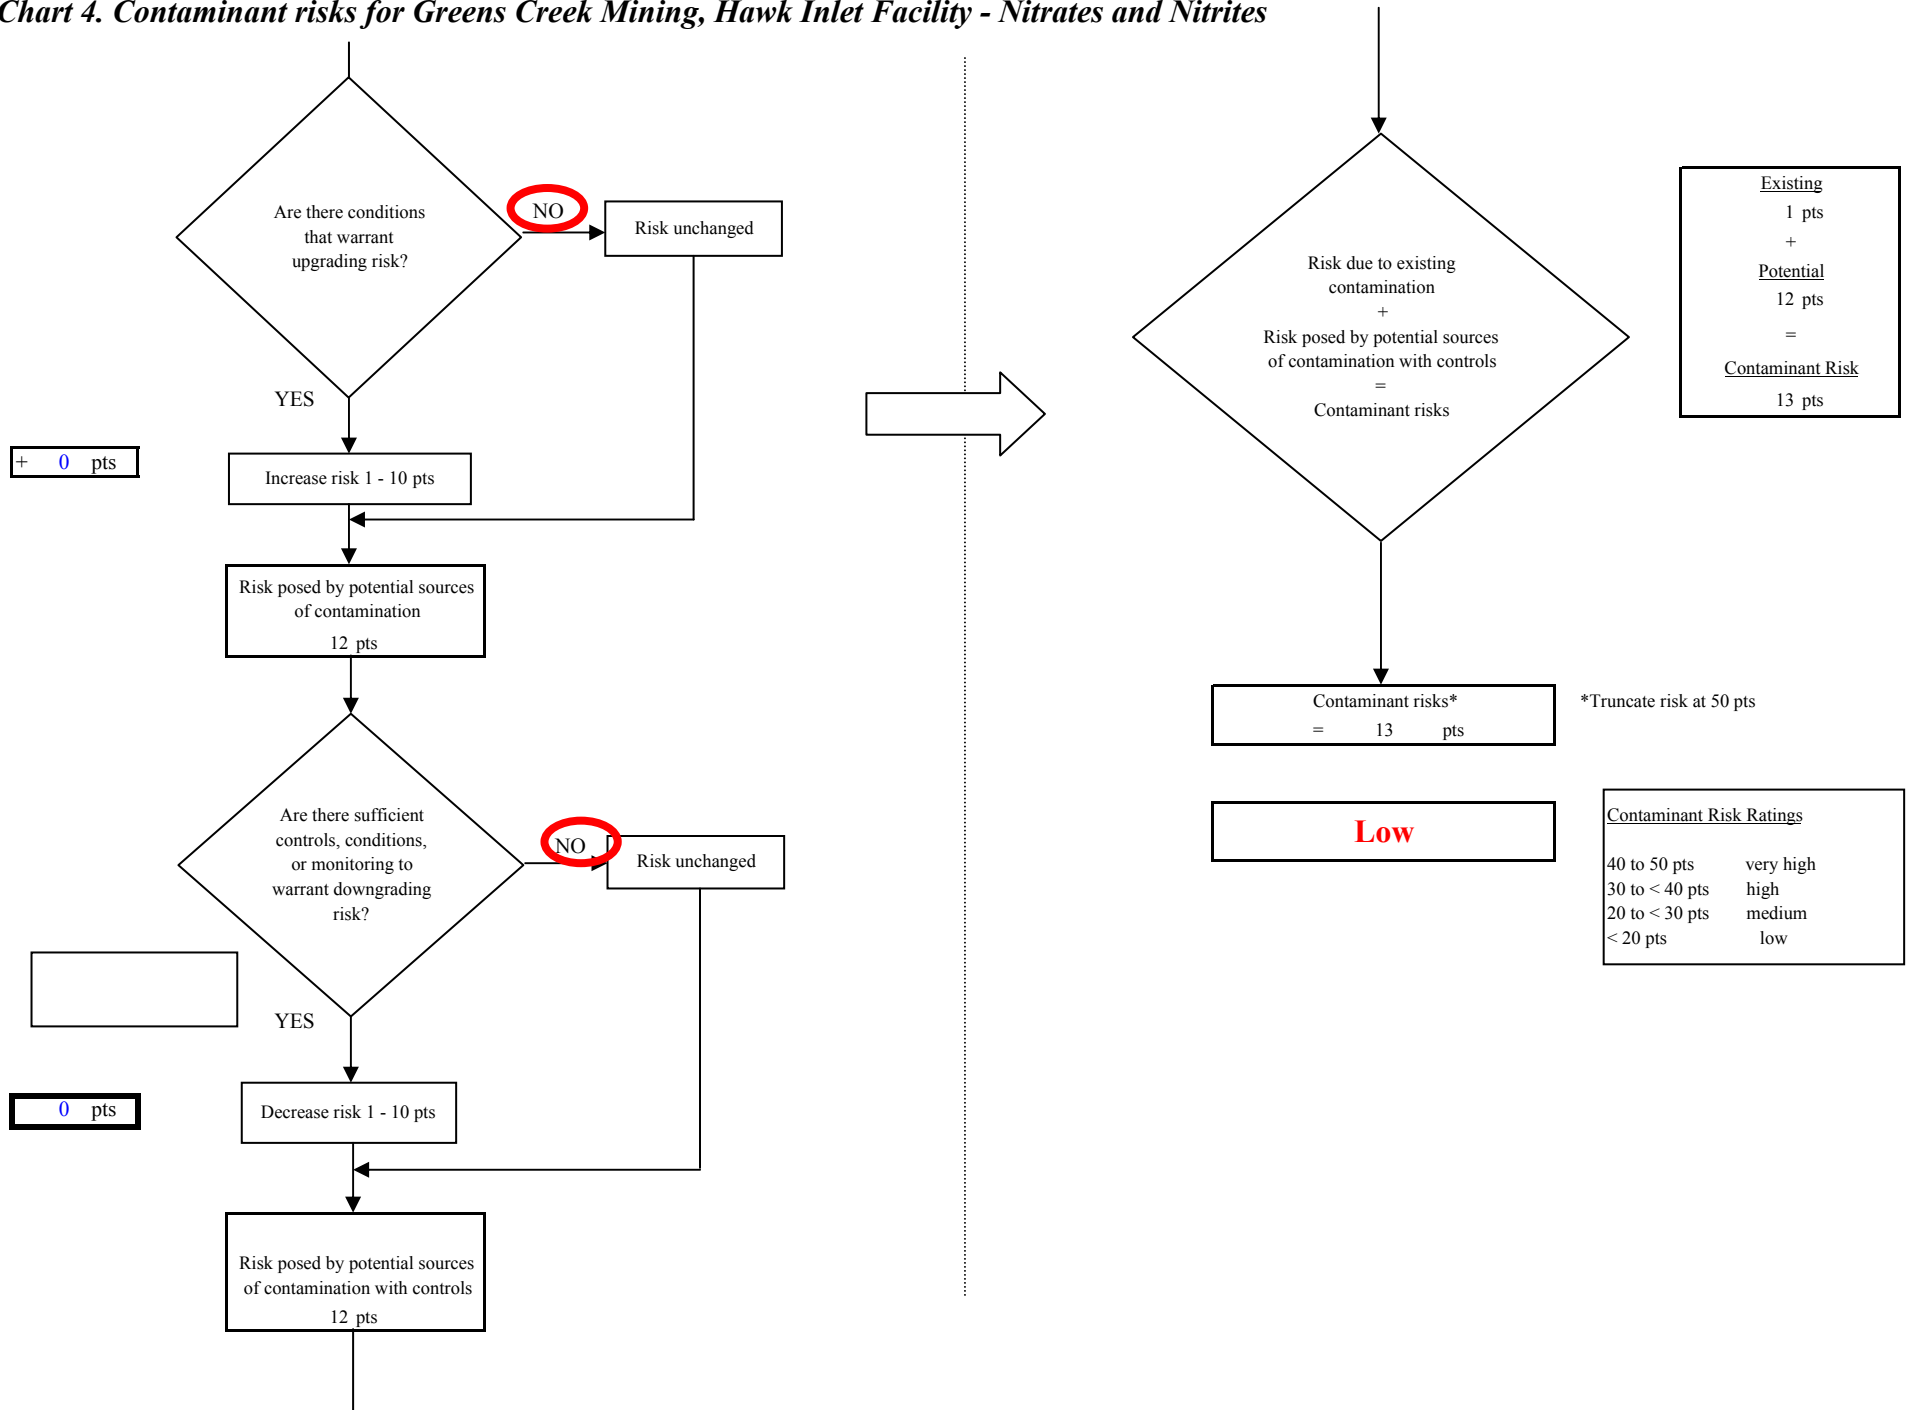 Chart 4. Contaminant risks for Greens Creek Mining, Hawk Inlet Facility - Nitrates and Nitrites
Are there conditions
that warrant
upgrading risk?
NO
Risk unchanged
YES
+ 0 pts
Increase risk 1 - 10 pts
Risk posed by potential sources
of contamination
12 pts
Are there sufficient
controls, conditions,
or monitoring to
warrant downgrading
risk?
NO
Risk unchanged
YES
0 pts
Decrease risk 1 - 10 pts
Risk posed by potential sources
of contamination with controls
12 pts
Risk due to existing
contamination
+
Risk posed by potential sources
of contamination with controls
=
Contaminant risks
Existing
1 pts
+
Potential
12 pts
=
Contaminant Risk
13 pts
Contaminant risks*
= 13 pts
*Truncate risk at 50 pts
Low
Contaminant Risk Ratings
40 to 50 pts very high
30 to < 40 pts high
20 to < 30 pts medium
< 20 pts low